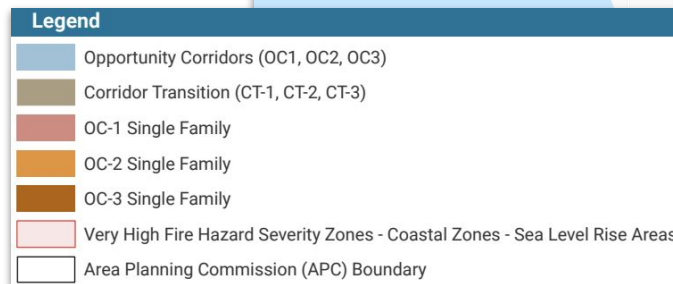 Legend
Opportunity Corridors (OC1, OC2, OC3)
Corridor Transition (CT-1, CT-2, CT-3)
OC-1 Single Family
OC-2 Single Family
OC-3 Single Family
Very High Fire Hazard Severity Zones - Coastal Zones - Sea Level Rise Areas
Area Planning Commission (APC) Boundary